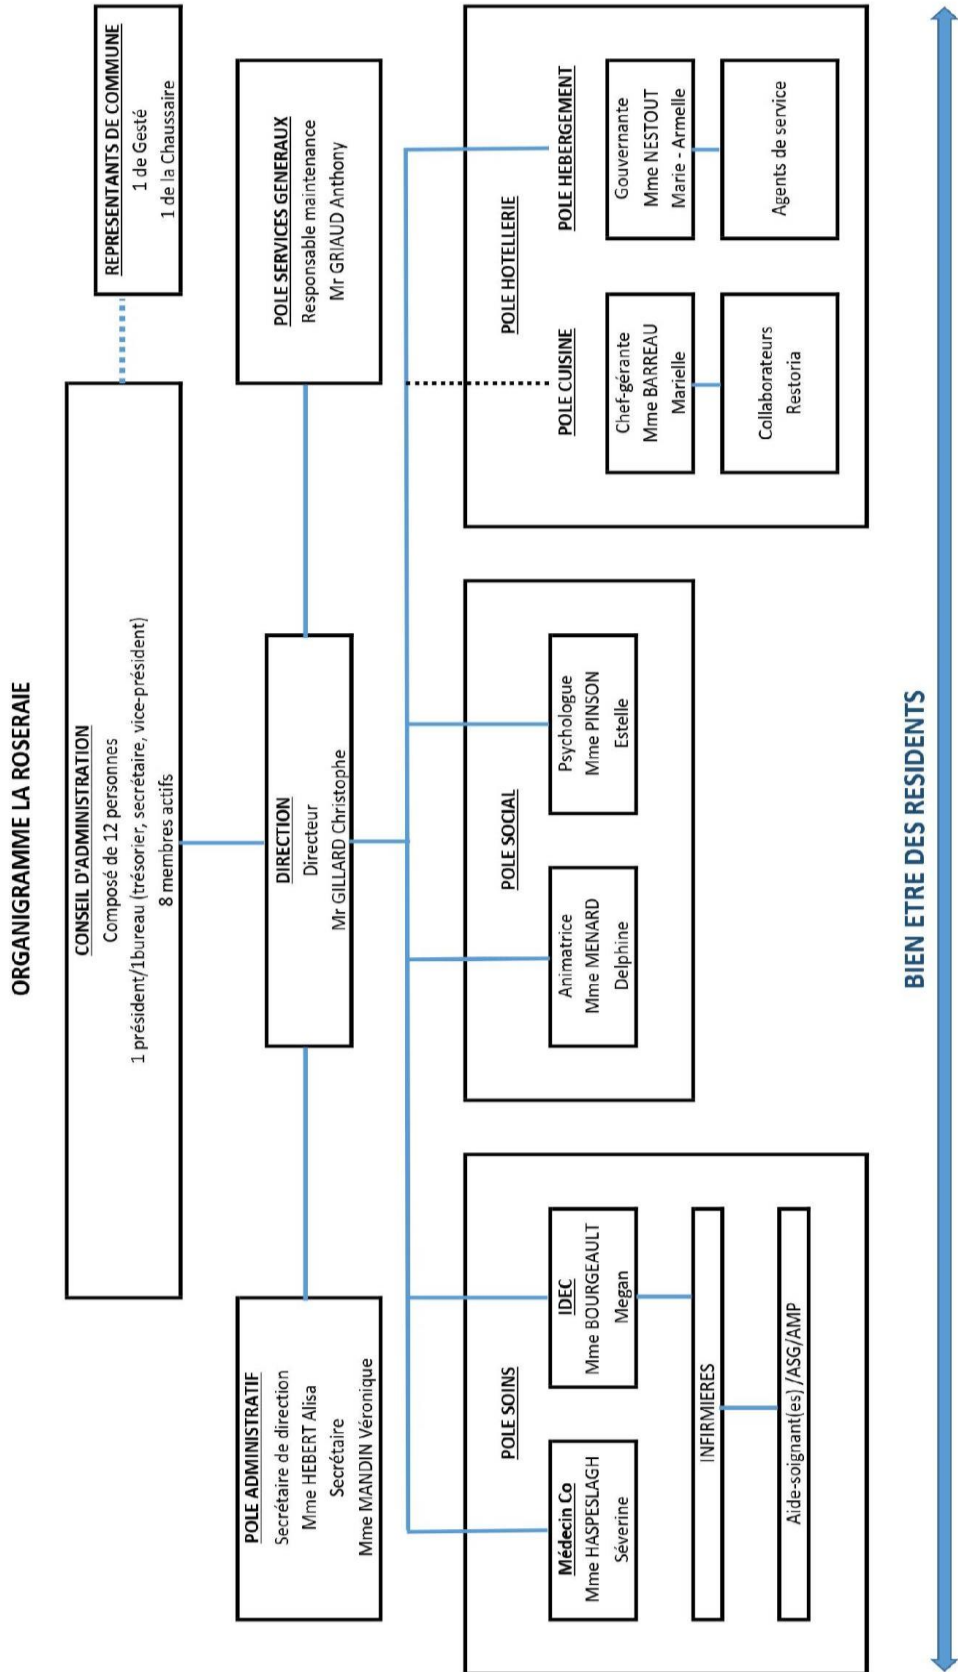 ORGANIGRAMME LA ROSERAIE
CONSEIL D'ADMINISTRATION
Composé de 12 personnes
1 président/1bureau (trésorier, secrétaire, vice-président)
8 membres actifs
REPRESENTANTS DE COMMUNE
1 de Gesté
1 de la Chaussaire
POLE ADMINISTRATIF
Secrétaire de direction
Mme HEBERT Alisa
Secrétaire
Mme MANDIN Véronique
DIRECTION
Directeur
Mr GILLARD Christophe
POLE SERVICES GENERAUX
Responsable maintenance
Mr GRIAUD Anthony
POLE SOINS
Médecin Co
Mme HASPESLAGH
Séverine
IDEC
Mme BOURGEAULT
Megan
INFIRMIERES
Aide-soignant(es) /ASG/AMP
POLE SOCIAL
Animatrice
Mme MENARD
Delphine
Psychologue
Mme PINSON
Estelle
POLE HOTELLERIE
POLE CUISINE
Chef-gérante
Mme BARREAU
Marielle
Collaborateurs
Restoria
POLE HEBERGEMENT
Gouvernante
Mme NESTOUT
Marie - Armelle
Agents de service
BIEN ETRE DES RESIDENTS